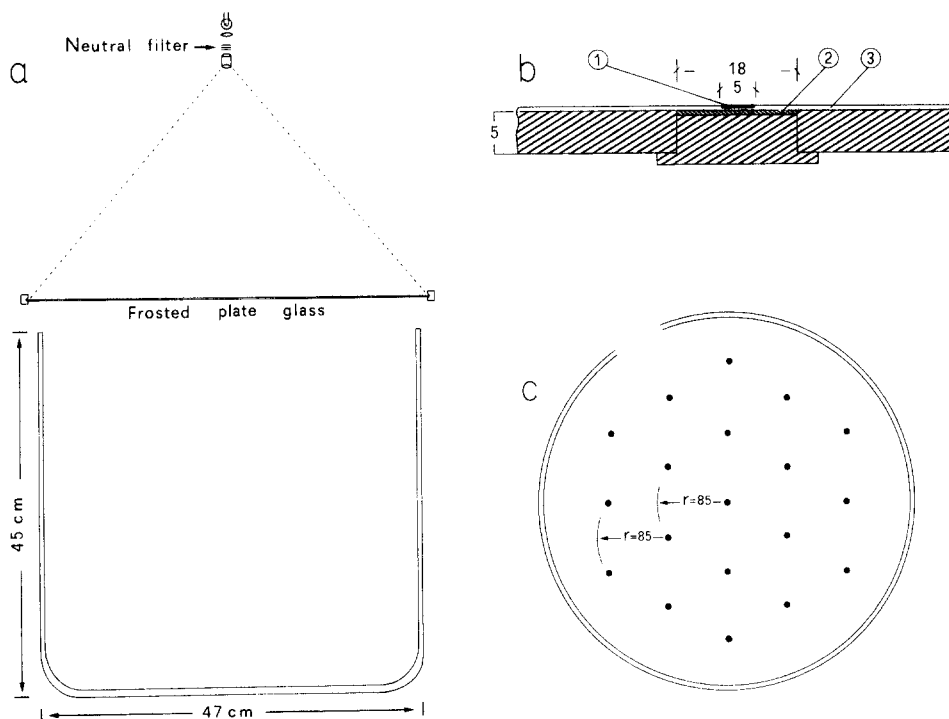 Neutral filter
a
Frosted plate glass
45 cm
47 cm
b
1
18
5
2
3
5
c
r=85
r=85